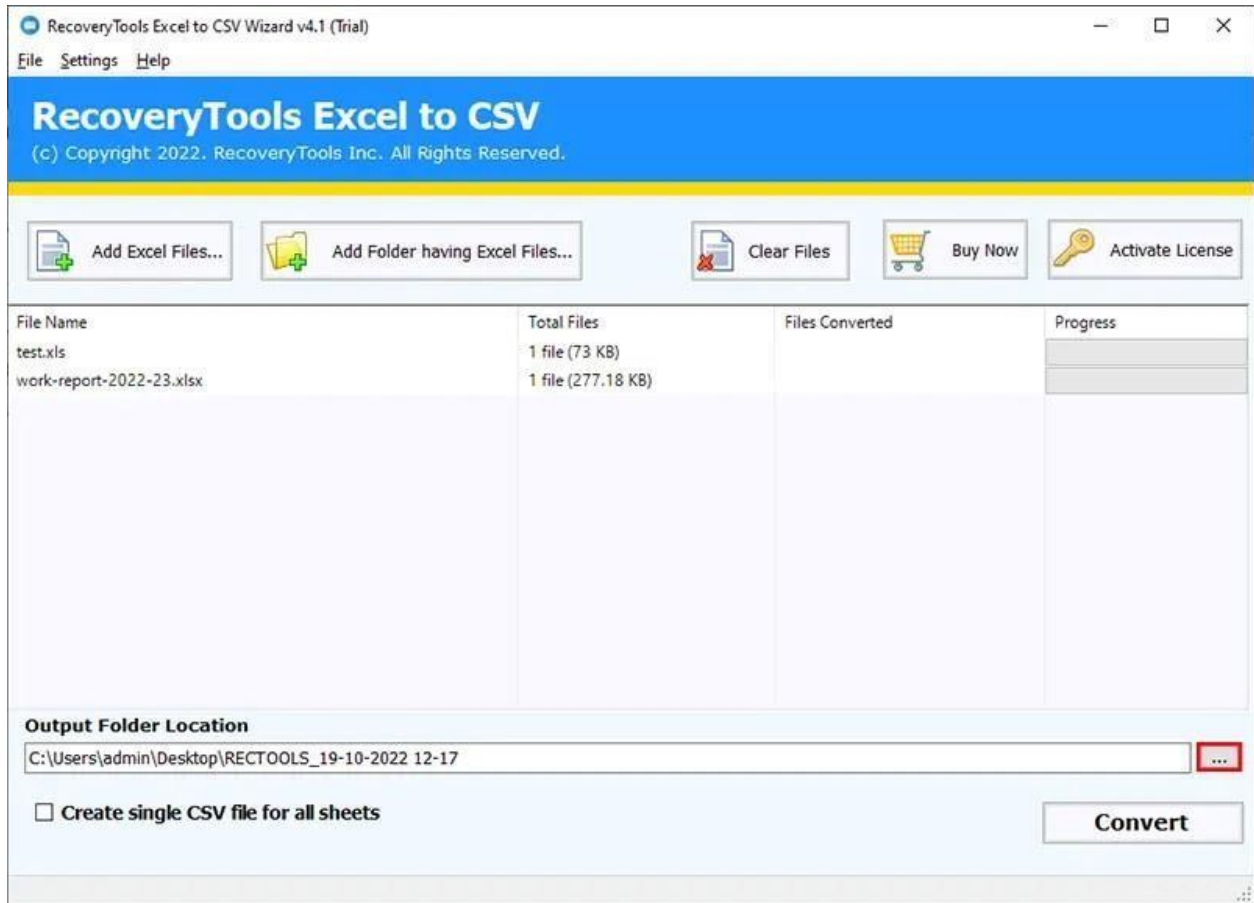 RecoveryTools Excel to CSV Wizard v4.1 (Trial)
File Settings Help
RecoveryTools Excel to CSV
(c) Copyright 2022. RecoveryTools Inc. All Rights Reserved.
Add Excel Files... Add Folder having Excel Files... Clear Files Buy Now Activate License
File Name Total Files Files Converted Progress
test.xls 1 file (73 KB)
work-report-2022-23.xlsx 1 file (277.18 KB)
Output Folder Location
C:\Users\admin\Desktop\RECTOOLS_19-10-2022 12-17 ...
Create single CSV file for all sheets
Convert